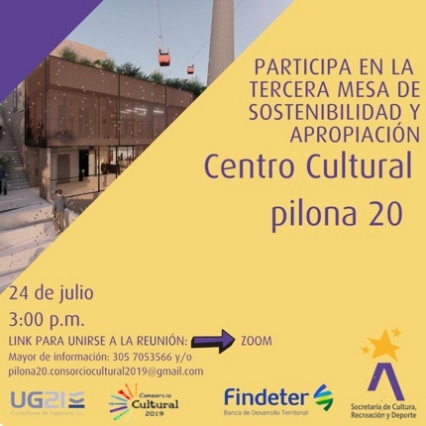 PARTICIPA EN LA
TERCERA MESA DE
SOSTENIBILIDAD Y
APROPIACIÓN
Centro Cultural
pilona 20
24 de julio
3:00 p.m.
LINK PARA UNIRSE A LA REUNIÓN: ZOOM
Mayor de información: 305 7053566 y/o
pilona20.consorciocultural2019@gmail.com
UG21
Consultores de Ingeniería S.L.
Consorcio
Cultural
2019
Findeter
Banca de Desarrollo Territorial
Secretaría de Cultura,
Recreación y Deporte